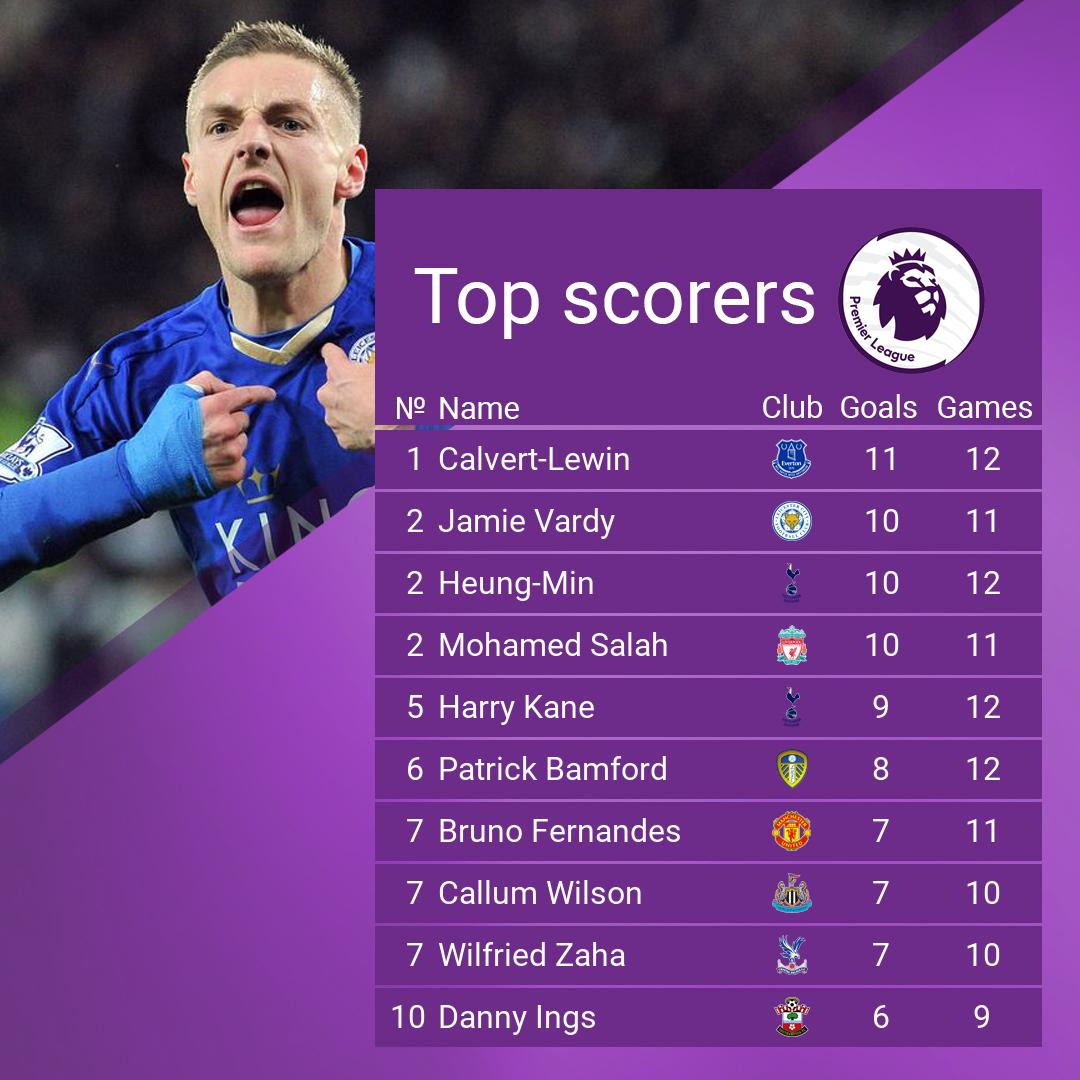 Top scorers
Premier League
№ Name Club Goals Games
1 Calvert-Lewin Everton 11 12
2 Jamie Vardy 10 11
2 Heung-Min 10 12
2 Mohamed Salah 10 11
5 Harry Kane 9 12
6 Patrick Bamford 8 12
7 Bruno Fernandes MANCHESTER UNITED 7 11
7 Callum Wilson 7 10
7 Wilfried Zaha 7 10
10 Danny Ings 6 9
KING